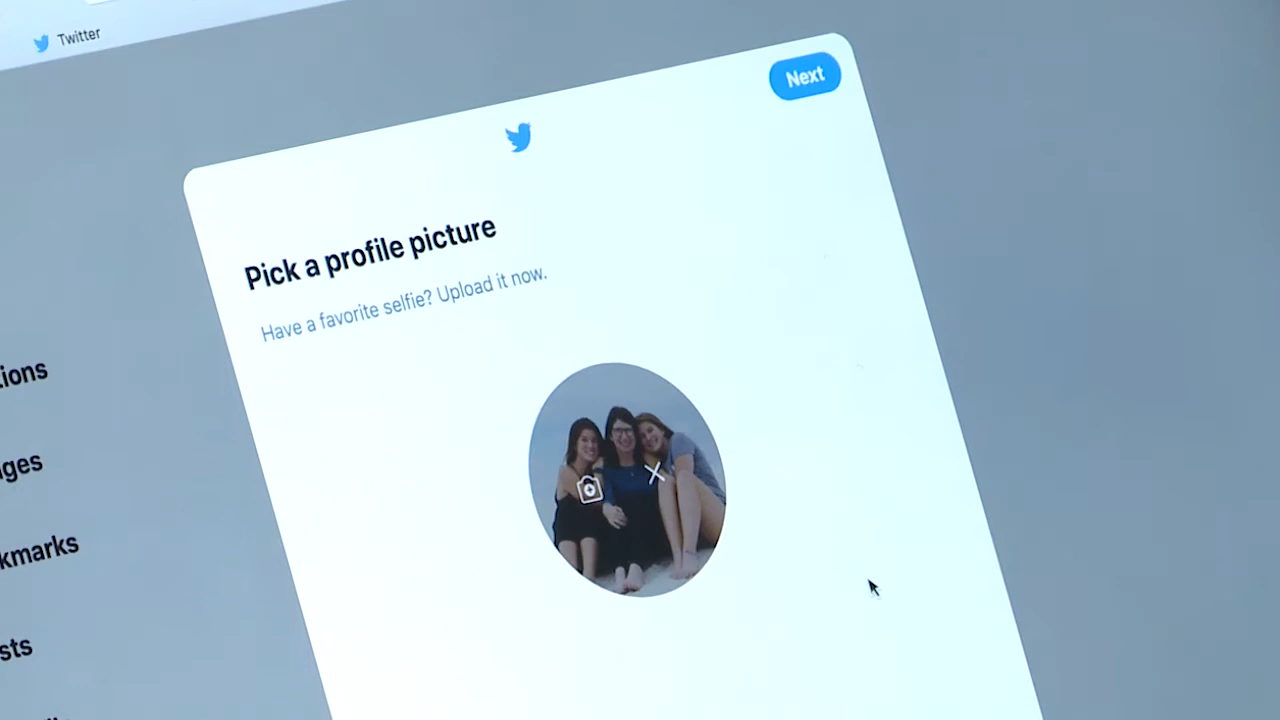 Twitter
Next
Pick a profile picture
Have a favorite selfie? Upload it now.
tions
ges
kmarks
sts